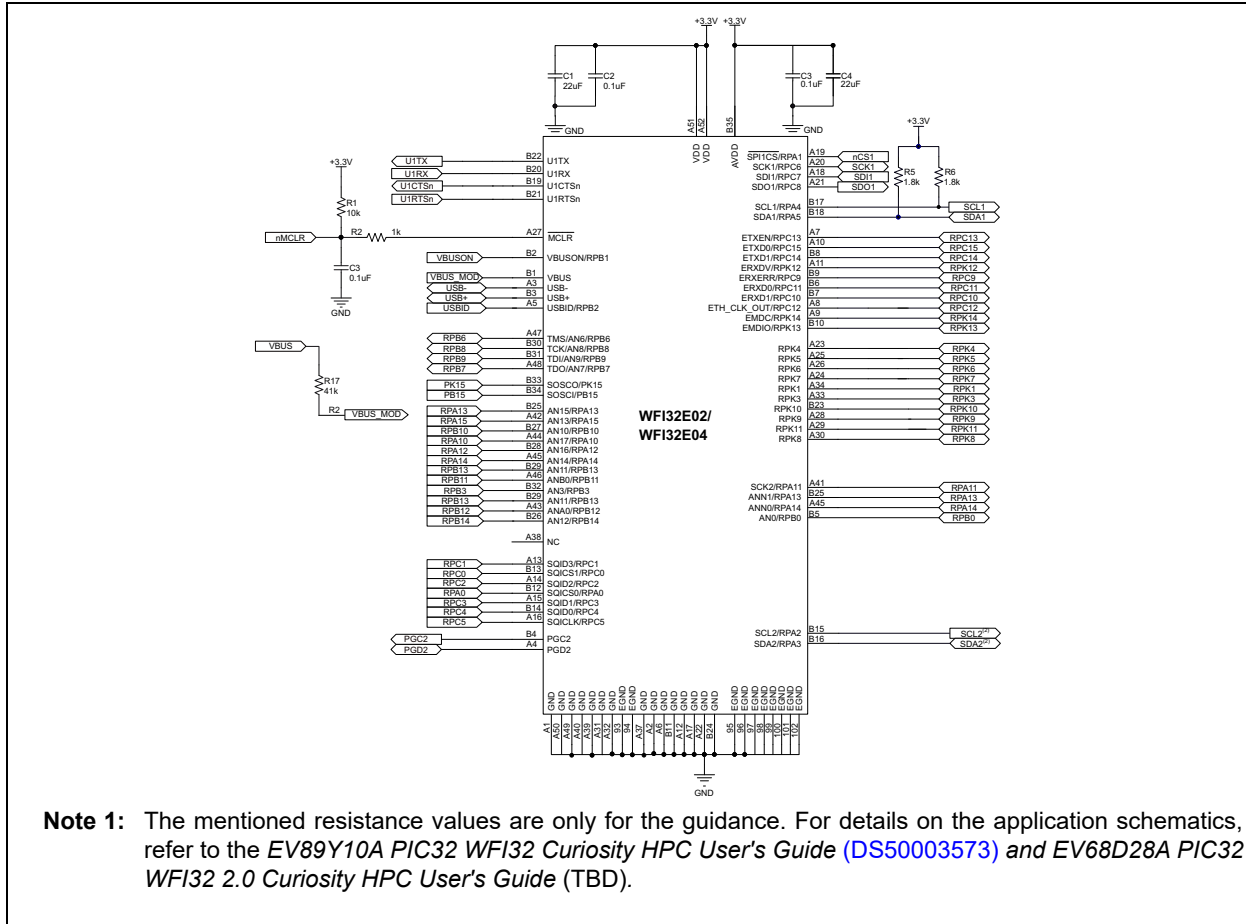 +3.3V +3.3V
C1
22uF
C2
0.1uF
C3
0.1uF
C4
22uF
GND
GND
A51
A52
B35
VDD
VDD
AVDD
+3.3V
R5
1.8k
R6
1.8k
U1TX B22 U1TX
U1RX B20 U1RX
U1CTSn B19 U1CTSn
U1RTSn B21 U1RTSn
+3.3V
R1
10k
nMCLR R2 1k A27 MCLR
C3
0.1uF
GND
VBUSON B2 VBUSON/RPB1
VBUS_MOD B1 VBUS
USB- A3 USB-
USB+ B3 USB+
USBID A5 USBID/RPB2
RPB6 A47 TMS/AN6/RPB6
RPB8 B30 TCK/AN8/RPB8
RPB9 B31 TDI/AN9/RPB9
RPB7 A48 TDO/AN7/RPB7
VBUS
R17
41k
R2 VBUS_MOD
PK15 B33 SOSCO/PK15
PB15 B34 SOSCI/PB15
RPA13 B25 AN15/RPA13
RPA15 A42 AN13/RPA15
RPB10 B27 AN10/RPB10
RPA10 A44 AN17/RPA10
RPA12 B28 AN16/RPA12
RPA14 A45 AN14/RPA14
RPB13 B29 AN11/RPB13
RPB11 A46 ANB0/RPB11
RPB3 B32 AN3/RPB3
RPB13 B29 AN11/RPB13
RPB12 A43 ANA0/RPB12
RPB14 B26 AN12/RPB14
A38 NC
RPC1 A13 SQID3/RPC1
RPC0 B13 SQICS1/RPC0
RPC2 A14 SQID2/RPC2
RPA0 B12 SQICS0/RPA0
RPC3 A15 SQID1/RPC3
RPC4 B14 SQID0/RPC4
RPC5 A16 SQICLK/RPC5
PGC2 B4 PGC2
PGD2 A4 PGD2
WFI32E02/
WFI32E04
SPI1CS/RPA1 A19 nCS1
SCK1/RPC6 A20 SCK1
SDI1/RPC7 A18 SDI1
SDO1/RPC8 A21 SDO1
SCL1/RPA4 B17 SCL1
SDA1/RPA5 B18 SDA1
ETXEN/RPC13 A7 RPC13
ETXD0/RPC15 A10 RPC15
ETXD1/RPC14 B8 RPC14
ERXDV/RPK12 A11 RPK12
ERXERR/RPC9 B9 RPC9
ERXD0/RPC11 B6 RPC11
ERXD1/RPC10 B7 RPC10
ETH_CLK_OUT/RPC12 A8 RPC12
EMDC/RPK14 A9 RPK14
EMDIO/RPK13 B10 RPK13
RPK4 A23 RPK4
RPK5 A25 RPK5
RPK6 A26 RPK6
RPK7 A24 RPK7
RPK1 A34 RPK1
RPK3 A33 RPK3
RPK10 B23 RPK10
RPK9 A28 RPK9
RPK11 A29 RPK11
RPK8 A30 RPK8
SCK2/RPA11 A41 RPA11
ANN1/RPA13 B25 RPA13
ANN0/RPA14 A45 RPA14
AN0/RPB0 B5 RPB0
SCL2/RPA2 B15 SCL2(2)
SDA2/RPA3 B16 SDA2(2)
GND GND GND GND GND GND GND EGND EGND GND GND GND GND GND GND GND GND EGND EGND EGND EGND EGND EGND EGND EGND
A1 A50 A49 A40 A39 A31 A32 93 94 A37 A2 A6 B11 A12 A17 A22 B24 95 96 97 98 99 100 101 102
GND
Note 1: The mentioned resistance values are only for the guidance. For details on the application schematics,
refer to the EV89Y10A PIC32 WFI32 Curiosity HPC User's Guide (DS50003573) and EV68D28A PIC32
WFI32 2.0 Curiosity HPC User's Guide (TBD).